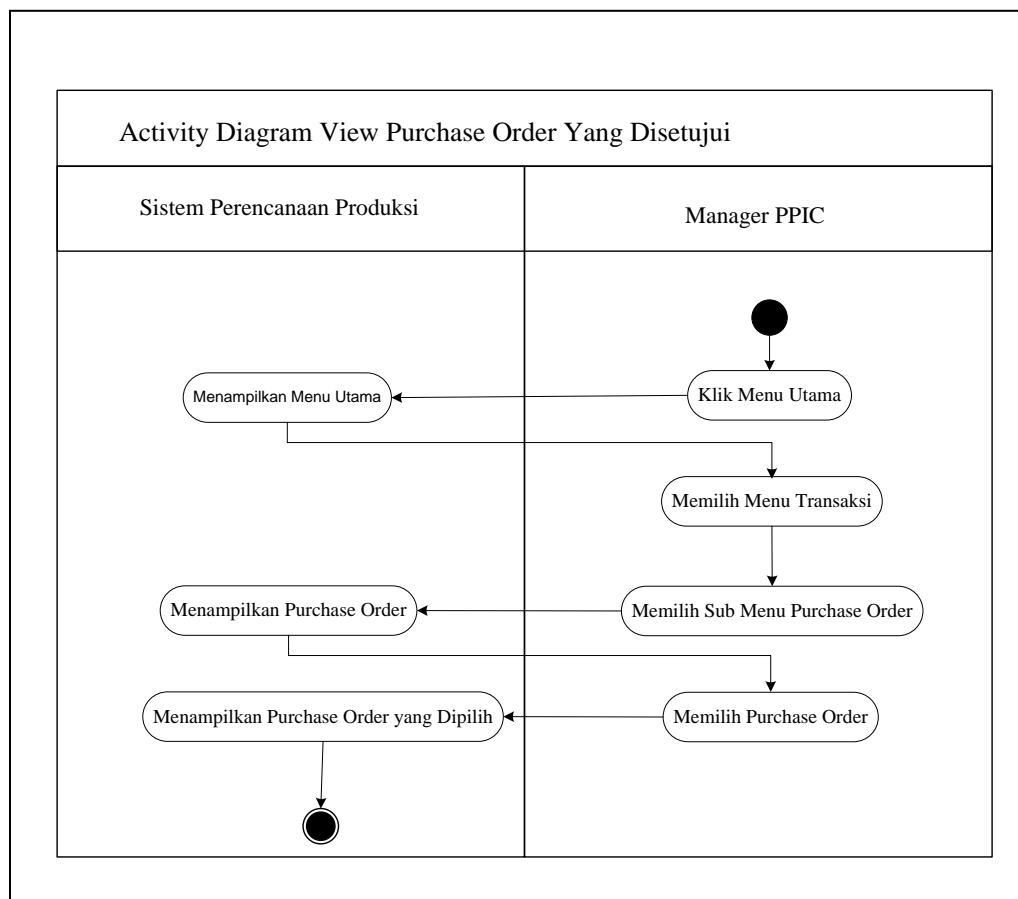 Activity Diagram View Purchase Order Yang Disetujui
Sistem Perencanaan Produksi
Manager PPIC
Klik Menu Utama
Menampilkan Menu Utama
Memilih Menu Transaksi
Memilih Sub Menu Purchase Order
Menampilkan Purchase Order
Memilih Purchase Order
Menampilkan Purchase Order yang Dipilih